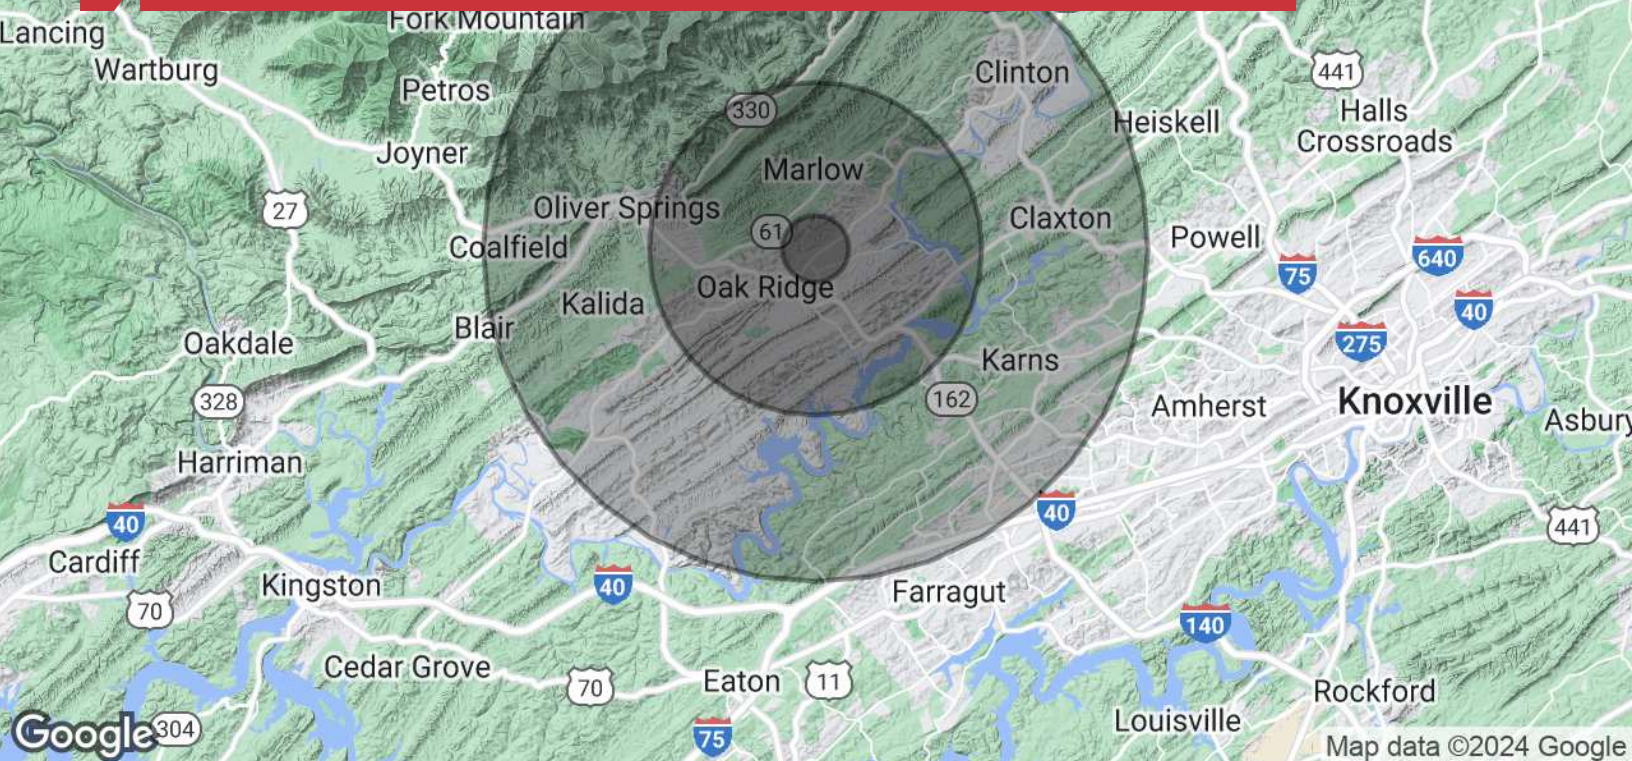 Fork Mountain
Lancing
Wartburg
Petros
Clinton
441
330
Halls
Crossroads
Heiskell
Joyner
Marlow
27
Oliver Springs
61
Claxton
Powell
Coalfield
75
640
Oak Ridge
Kalida
40
Blair
Oakdale
275
Karns
328
162
Knoxville
Amherst
Asbury
Harriman
40
40
441
Cardiff
Kingston
40
Farragut
70
140
Cedar Grove
70
Eaton
11
Rockford
Louisville
Google
304
75
Map data ©2024 Google